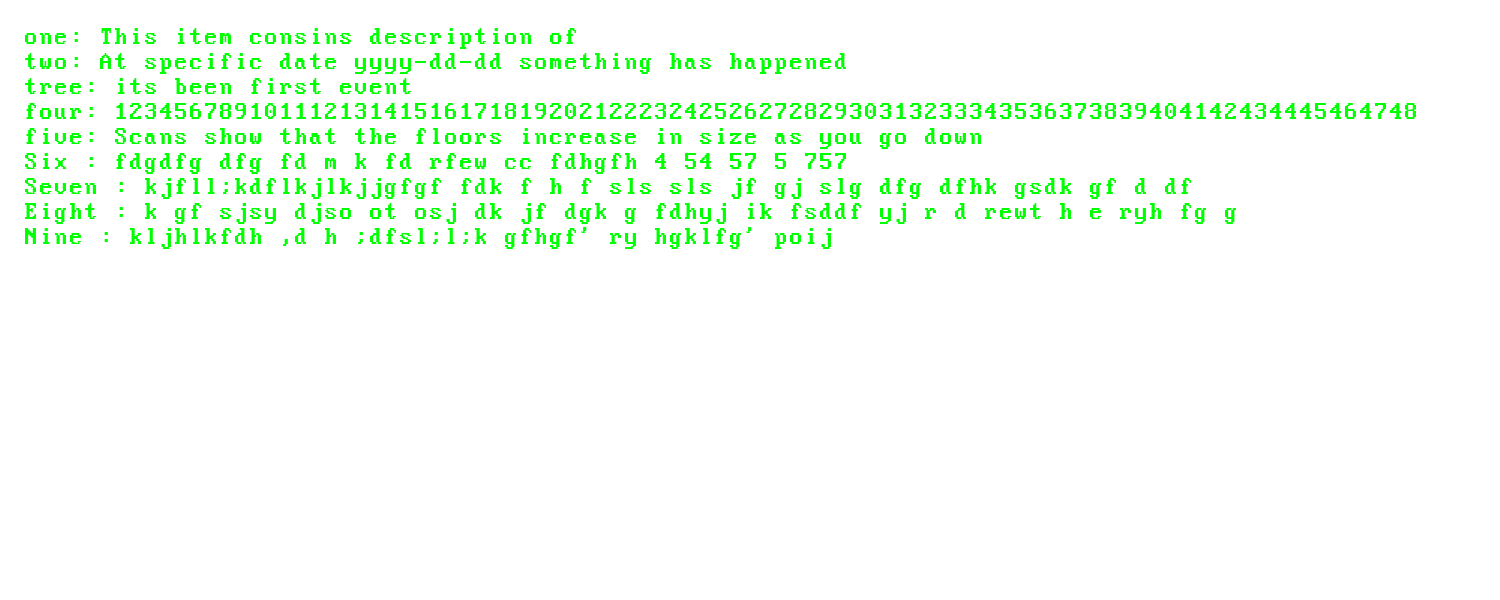 one: This item consins description of
two: At specific date yyyy-dd-dd something has happened
tree: its been first event
four: 123456789101112131415161718192021222324252627282930313233343536373839404142434445464748
five: Scans show that the floors increase in size as you go down
Six : fdgdfg dfg fd m k fd rfew cc fdhgfh 4 54 57 5 757
Seven : kjfll;kdflkjlkjjgfgf fdk f h f sls sls jf gj slg dfg dfhk gsdk gf d df
Eight : k gf sjsy djso ot osj dk jf dgk g fdhyj ik fsddf yj r d rewt h e ryh fg g
Nine : kljhlkfdh ,d h ;dfsl;l;k gfhgf' ry hgklfg' poij